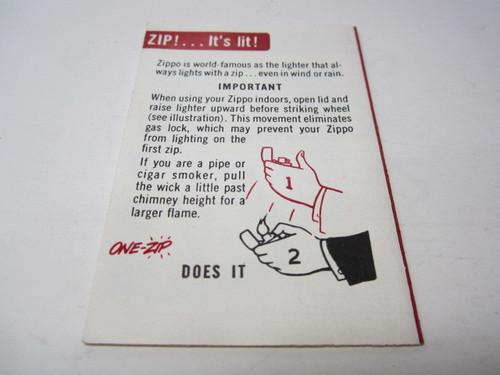 ZIP!... It's lit!
Zippo is world-famous as the lighter that al-
ways lights with a zip... even in wind or rain.
IMPORTANT
When using your Zippo indoors, open lid and
raise lighter upward before striking wheel
(see illustration). This movement eliminates
gas lock, which may prevent your Zippo
from lighting on the
first zip.
If you are a pipe or
cigar smoker, pull
the wick a little past
chimney height for a
larger flame.
1
2
ONE-ZIP
DOES IT